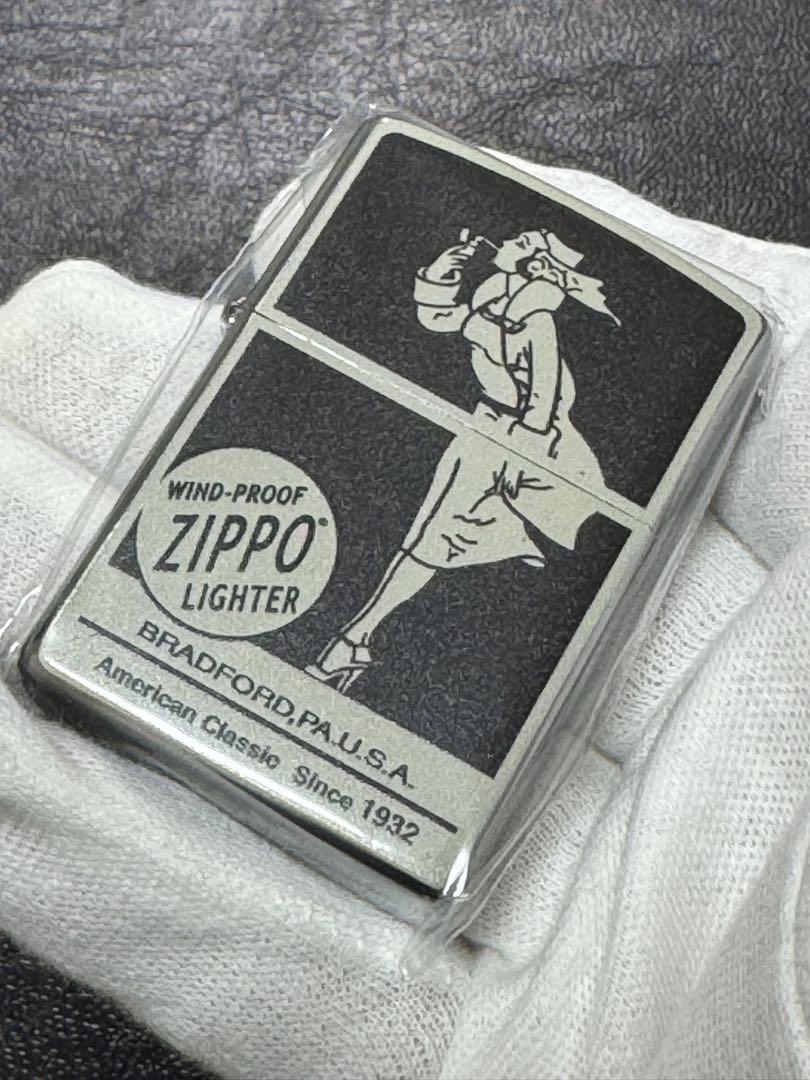 WIND-PROOF
ZIPPO
LIGHTER
BRADFORD,PA.U.S.A.
American Classic Since 1932